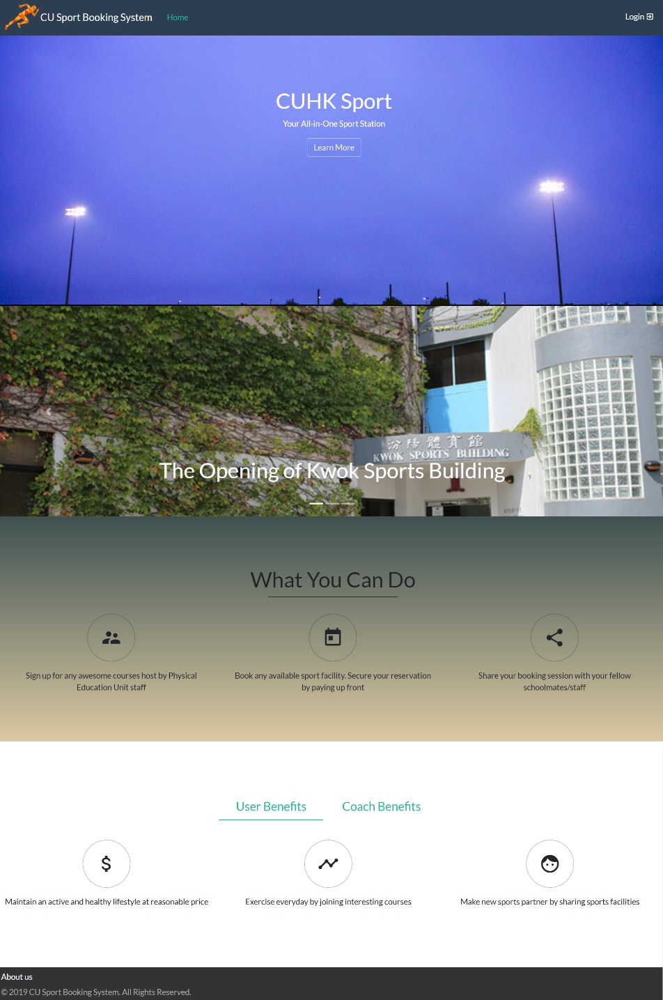 CU Sport Booking System
Home
Login
CUHK Sport
Your All-in-One Sport Station
Learn More
汾陽體育館
KWOK SPORTS BUILDING
The Opening of Kwok Sports Building
What You Can Do
Sign up for any awesome courses host by Physical
Education Unit staff
Book any available sport facility. Secure your reservation
by paying up front
Share your booking session with your fellow
schoolmates/staff
User Benefits
Coach Benefits
Maintain an active and healthy lifestyle at reasonable price
Exercise everyday by joining interesting courses
Make new sports partner by sharing sports facilities
About us
© 2019 CU Sport Booking System. All Rights Reserved.